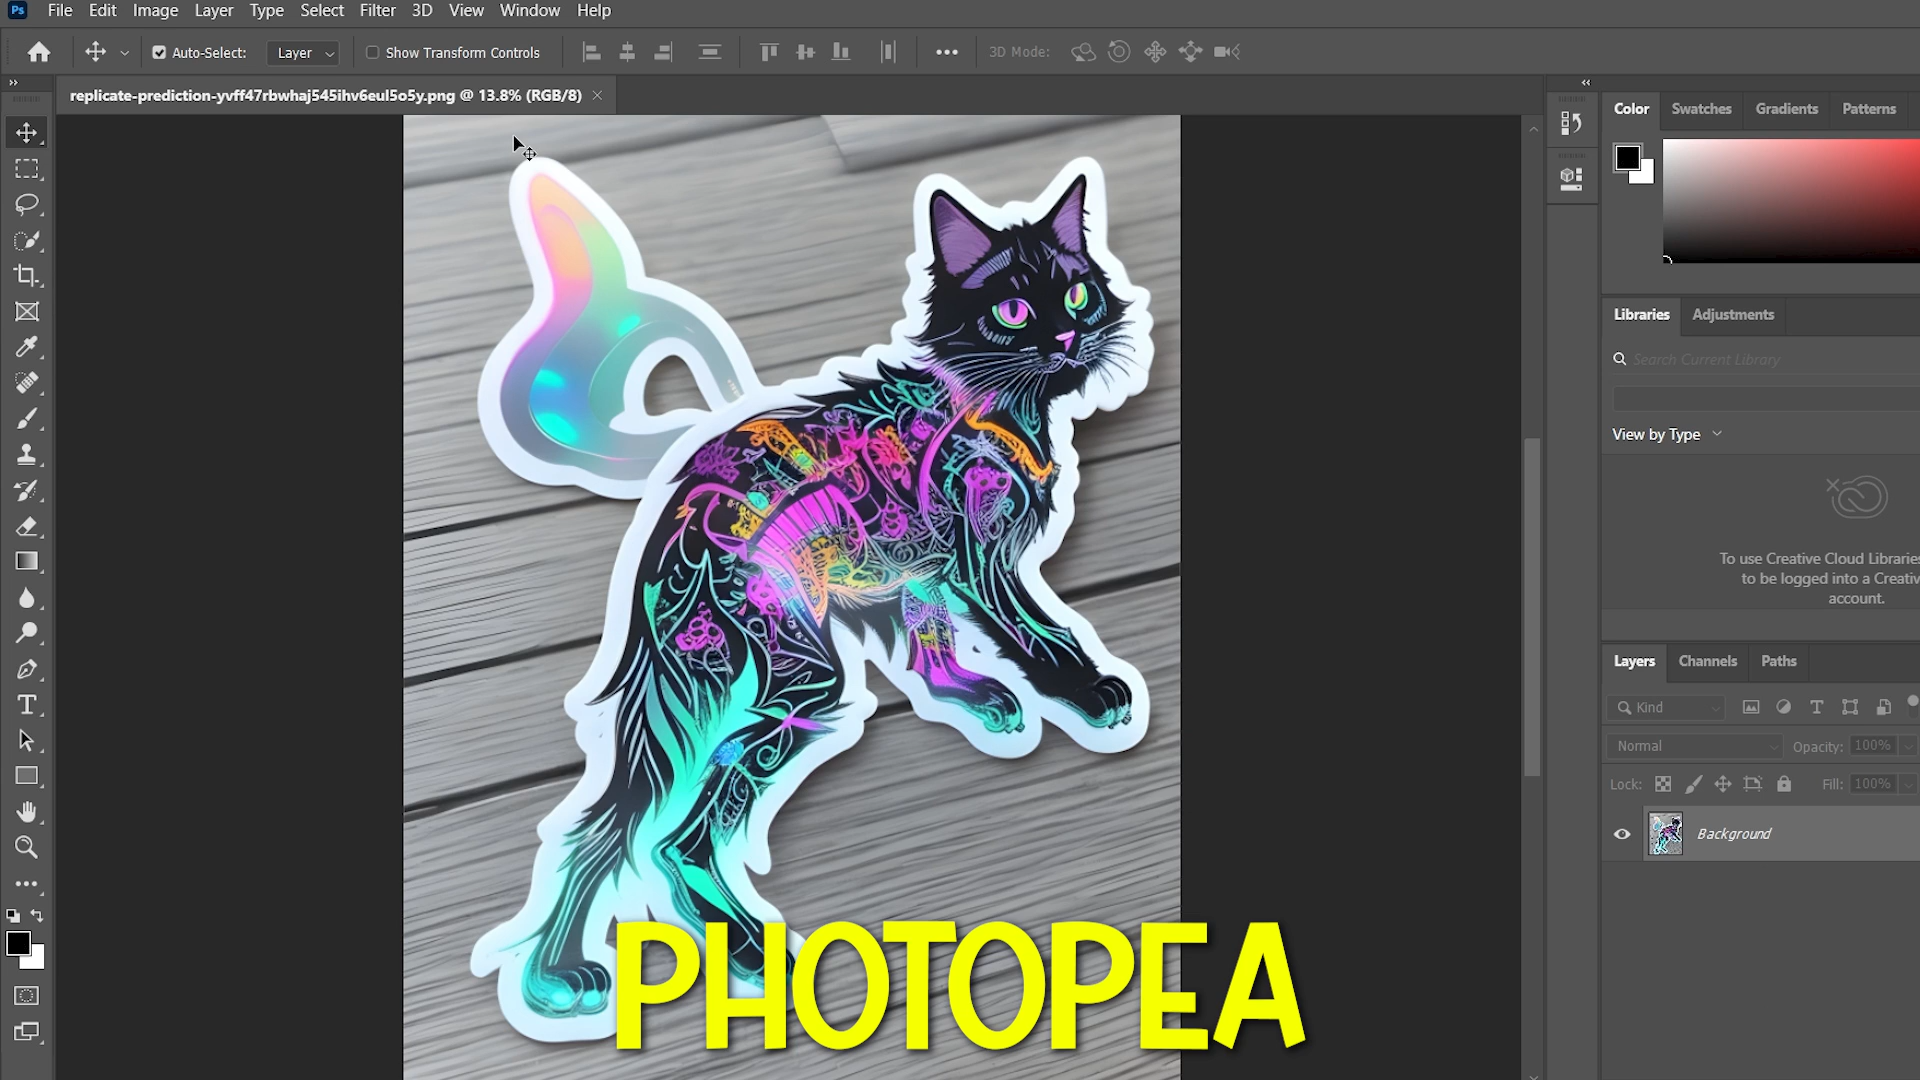 Ps File Edit Image Layer Type Select Filter 3D View Window Help
Auto-Select: Layer Show Transform Controls 3D Mode:
replicate-prediction-yvff47rbwhaj545ihv6eul5o5y.png @ 13.8% (RGB/8)
Color Swatches Gradients Patterns
Libraries Adjustments
Search Current Library
View by Type
To use Creative Cloud Libraries
to be logged into a Creativ
account.
Layers Channels Paths
Kind
Normal Opacity: 100%
Lock: Fill: 100%
Background
PHOTOPEA